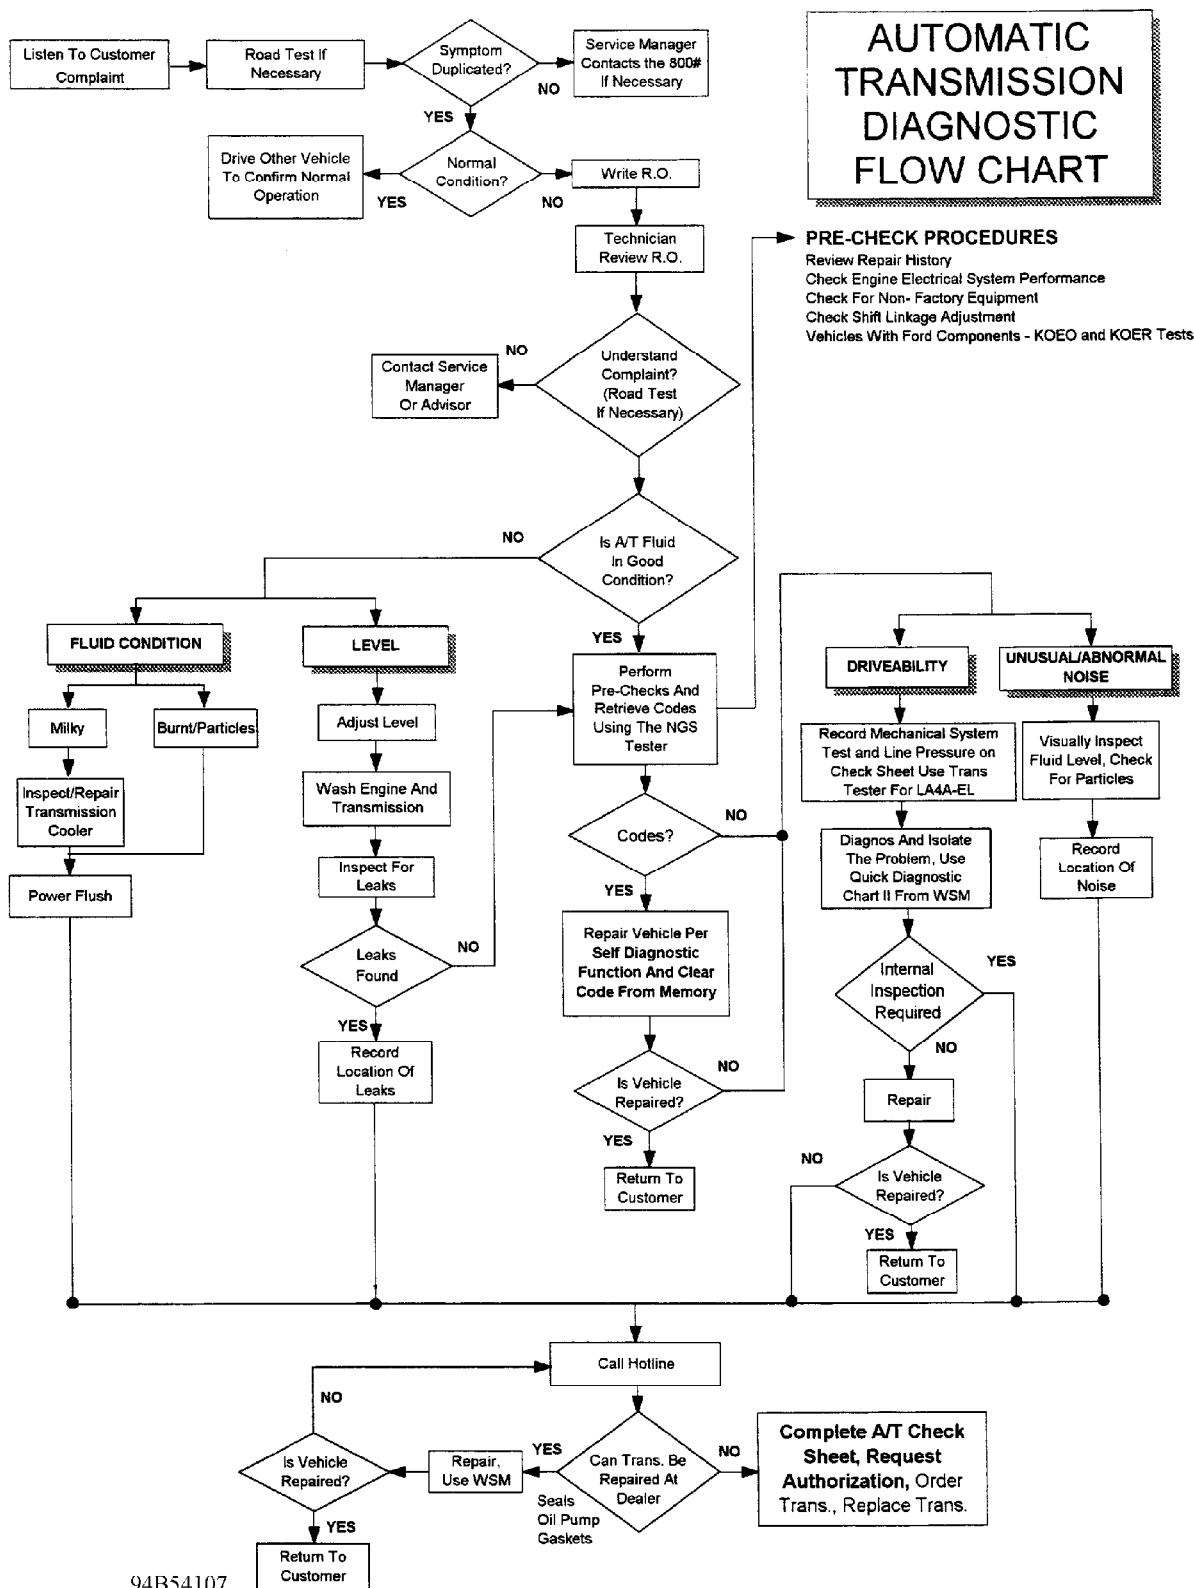 AUTOMATIC
TRANSMISSION
DIAGNOSTIC
FLOW CHART
Listen To Customer
Complaint
Road Test If
Necessary
Symptom
Duplicated?
NO
Service Manager
Contacts the 800#
If Necessary
YES
Drive Other Vehicle
To Confirm Normal
Operation
YES
Normal
Condition?
NO
Write R.O.
Technician
Review R.O.
PRE-CHECK PROCEDURES
Review Repair History
Check Engine Electrical System Performance
Check For Non- Factory Equipment
Check Shift Linkage Adjustment
Vehicles With Ford Components - KOEO and KOER Tests
NO
Contact Service
Manager
Or Advisor
Understand
Complaint?
(Road Test
If Necessary)
NO
Is A/T Fluid
In Good
Condition?
YES
FLUID CONDITION
LEVEL
Milky
Burnt/Particles
Inspect/Repair
Transmission
Cooler
Power Flush
Adjust Level
Wash Engine And
Transmission
Inspect For
Leaks
Leaks
Found
NO
YES
Record
Location Of
Leaks
Perform
Pre-Checks And
Retrieve Codes
Using The NGS
Tester
Codes?
NO
YES
Repair Vehicle Per
Self Diagnostic
Function And Clear
Code From Memory
Is Vehicle
Repaired?
NO
YES
Return To
Customer
DRIVEABILITY
Record Mechanical System
Test and Line Pressure on
Check Sheet Use Trans
Tester For LA4A-EL
Diagnos And Isolate
The Problem, Use
Quick Diagnostic
Chart II From WSM
Internal
Inspection
Required
YES
NO
Repair
NO
Is Vehicle
Repaired?
YES
Return To
Customer
UNUSUAL/ABNORMAL
NOISE
Visually Inspect
Fluid Level, Check
For Particles
Record
Location Of
Noise
Call Hotline
NO
Is Vehicle
Repaired?
YES
Return To
Customer
Repair,
Use WSM
YES
Seals
Oil Pump
Gaskets
Can Trans. Be
Repaired At
Dealer
NO
Complete A/T Check
Sheet, Request
Authorization, Order
Trans., Replace Trans.
94B54107